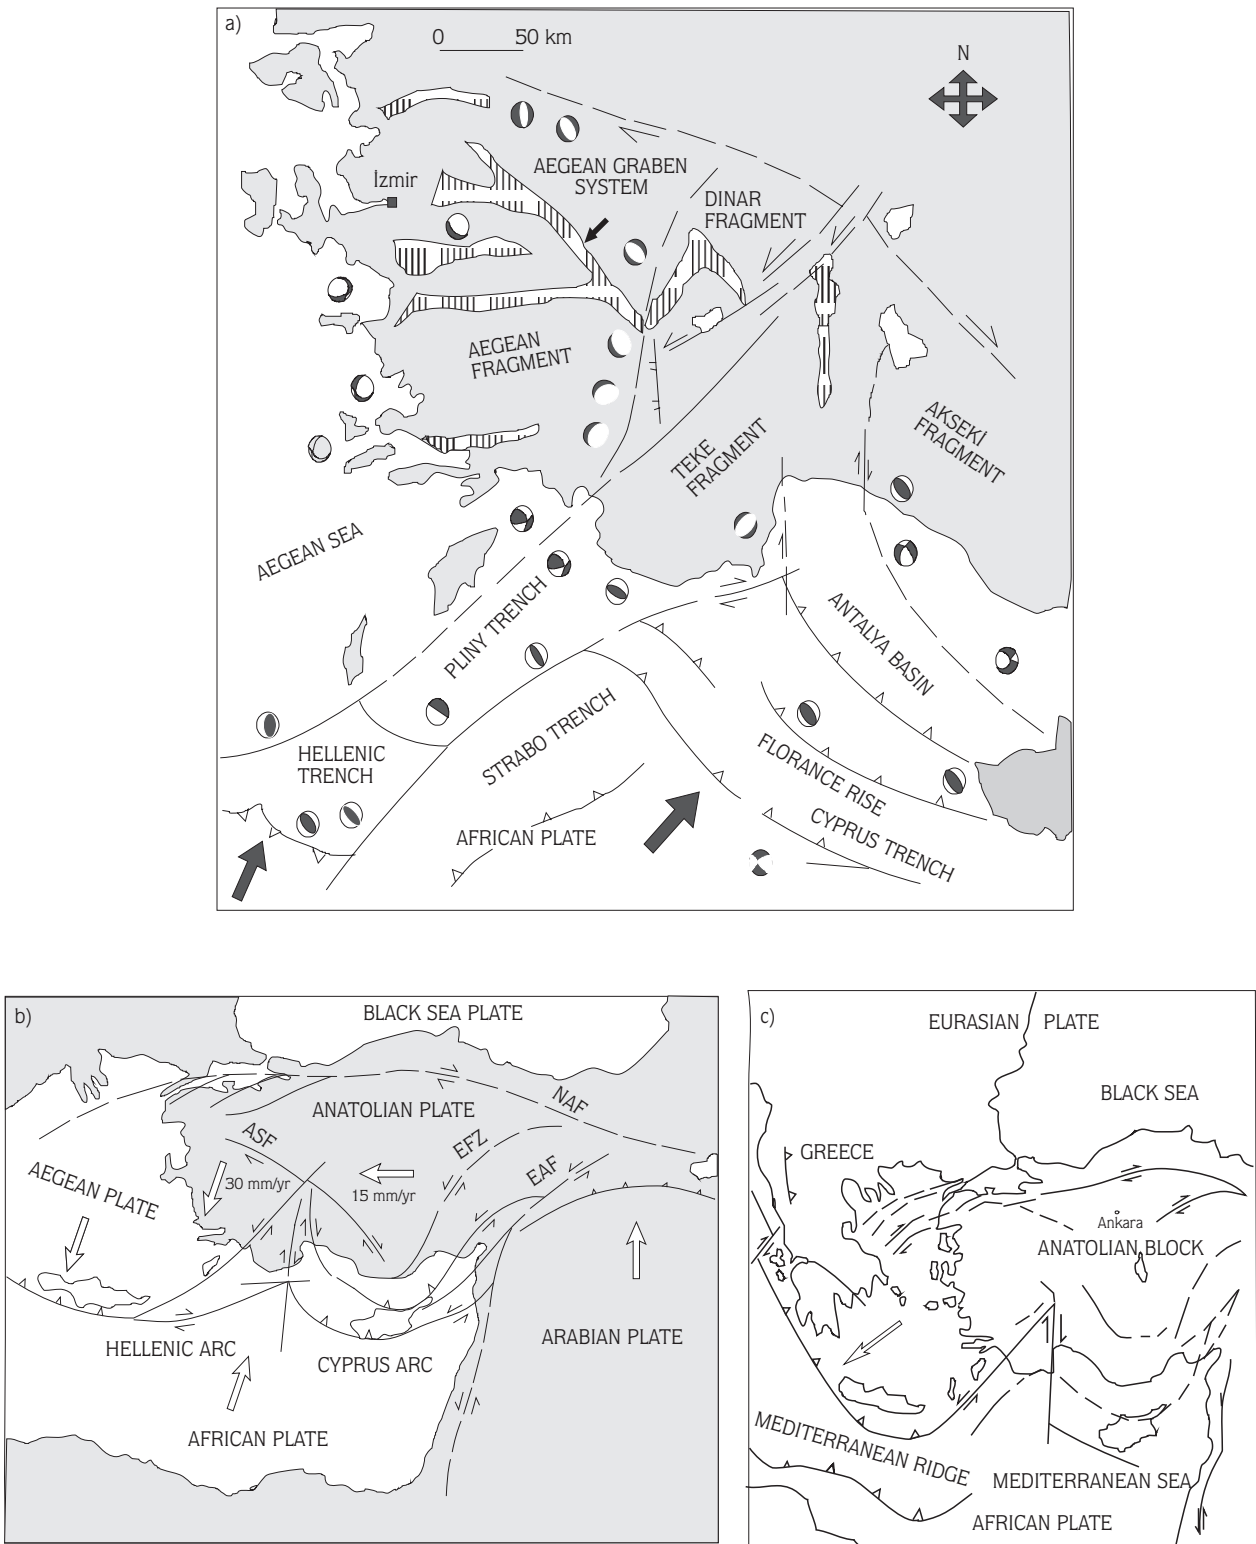 a)
0 50 km
N
AEGEAN GRABEN
SYSTEM
İzmir
DINAR
FRAGMENT
AEGEAN
FRAGMENT
AKSEKİ
FRAGMENT
TEKE
FRAGMENT
AEGEAN SEA
PLINY TRENCH
ANTALYA BASIN
HELLENIC
TRENCH
STRABO TRENCH
FLORANCE RISE
AFRICAN PLATE
CYPRUS TRENCH
b)
BLACK SEA PLATE
ANATOLIAN PLATE
NAF
ASF
EFZ
EAF
AEGEAN PLATE
30 mm/yr
15 mm/yr
HELLENIC ARC
CYPRUS ARC
ARABIAN PLATE
AFRICAN PLATE
c)
EURASIAN PLATE
BLACK SEA
GREECE
Ankara
ANATOLIAN BLOCK
MEDITERRANEAN RIDGE
MEDITERRANEAN SEA
AFRICAN PLATE